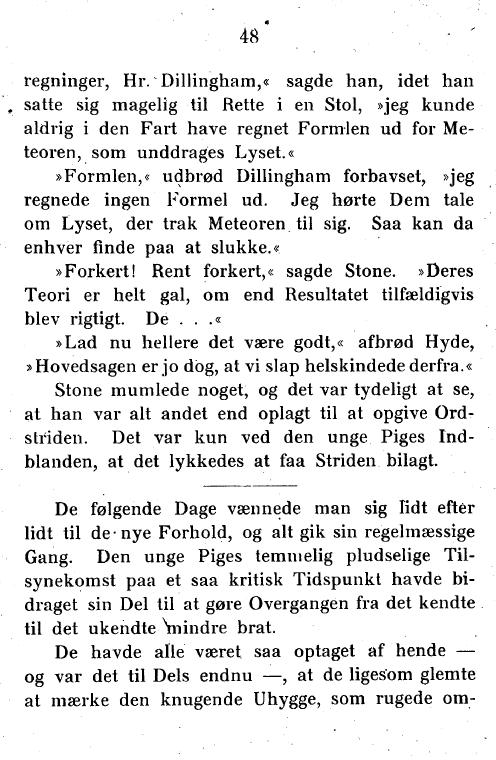 48
regninger, Hr. Dillingham,« sagde han, idet han
satte sig magelig til Rette i en Stol, »jeg kunde
aldrig i den Fart have regnet Formlen ud for Me-
teoren, som unddrages Lyset.«
»Formlen,« udbrød Dillingham forbavset, »jeg
regnede ingen Formel ud. Jeg hørte Dem tale
om Lyset, der trak Meteoren til sig. Saa kan da
enhver finde paa at slukke.«
»Forkert! Rent forkert,« sagde Stone. »Deres
Teori er helt gal, om end Resultatet tilfældigvis
blev rigtigt. De . . .«
»Lad nu hellere det være godt,« afbrød Hyde,
»Hovedsagen er jo dog, at vi slap helskindede derfra.«
Stone mumlede noget, og det var tydeligt at se,
at han var alt andet end oplagt til at opgive Ord-
striden. Det var kun ved den unge Piges Ind-
blanden, at det lykkedes at faa Striden bilagt.
De følgende Dage vænnede man sig lidt efter
lidt til de nye Forhold, og alt gik sin regelmæssige
Gang. Den unge Piges temmelig pludselige Til-
synekomst paa et saa kritisk Tidspunkt havde bi-
draget sin Del til at gøre Overgangen fra det kendte
til det ukendte mindre brat.
De havde alle været saa optaget af hende —
og var det til Dels endnu —, at de ligesom glemte
at mærke den knugende Uhygge, som rugede om-